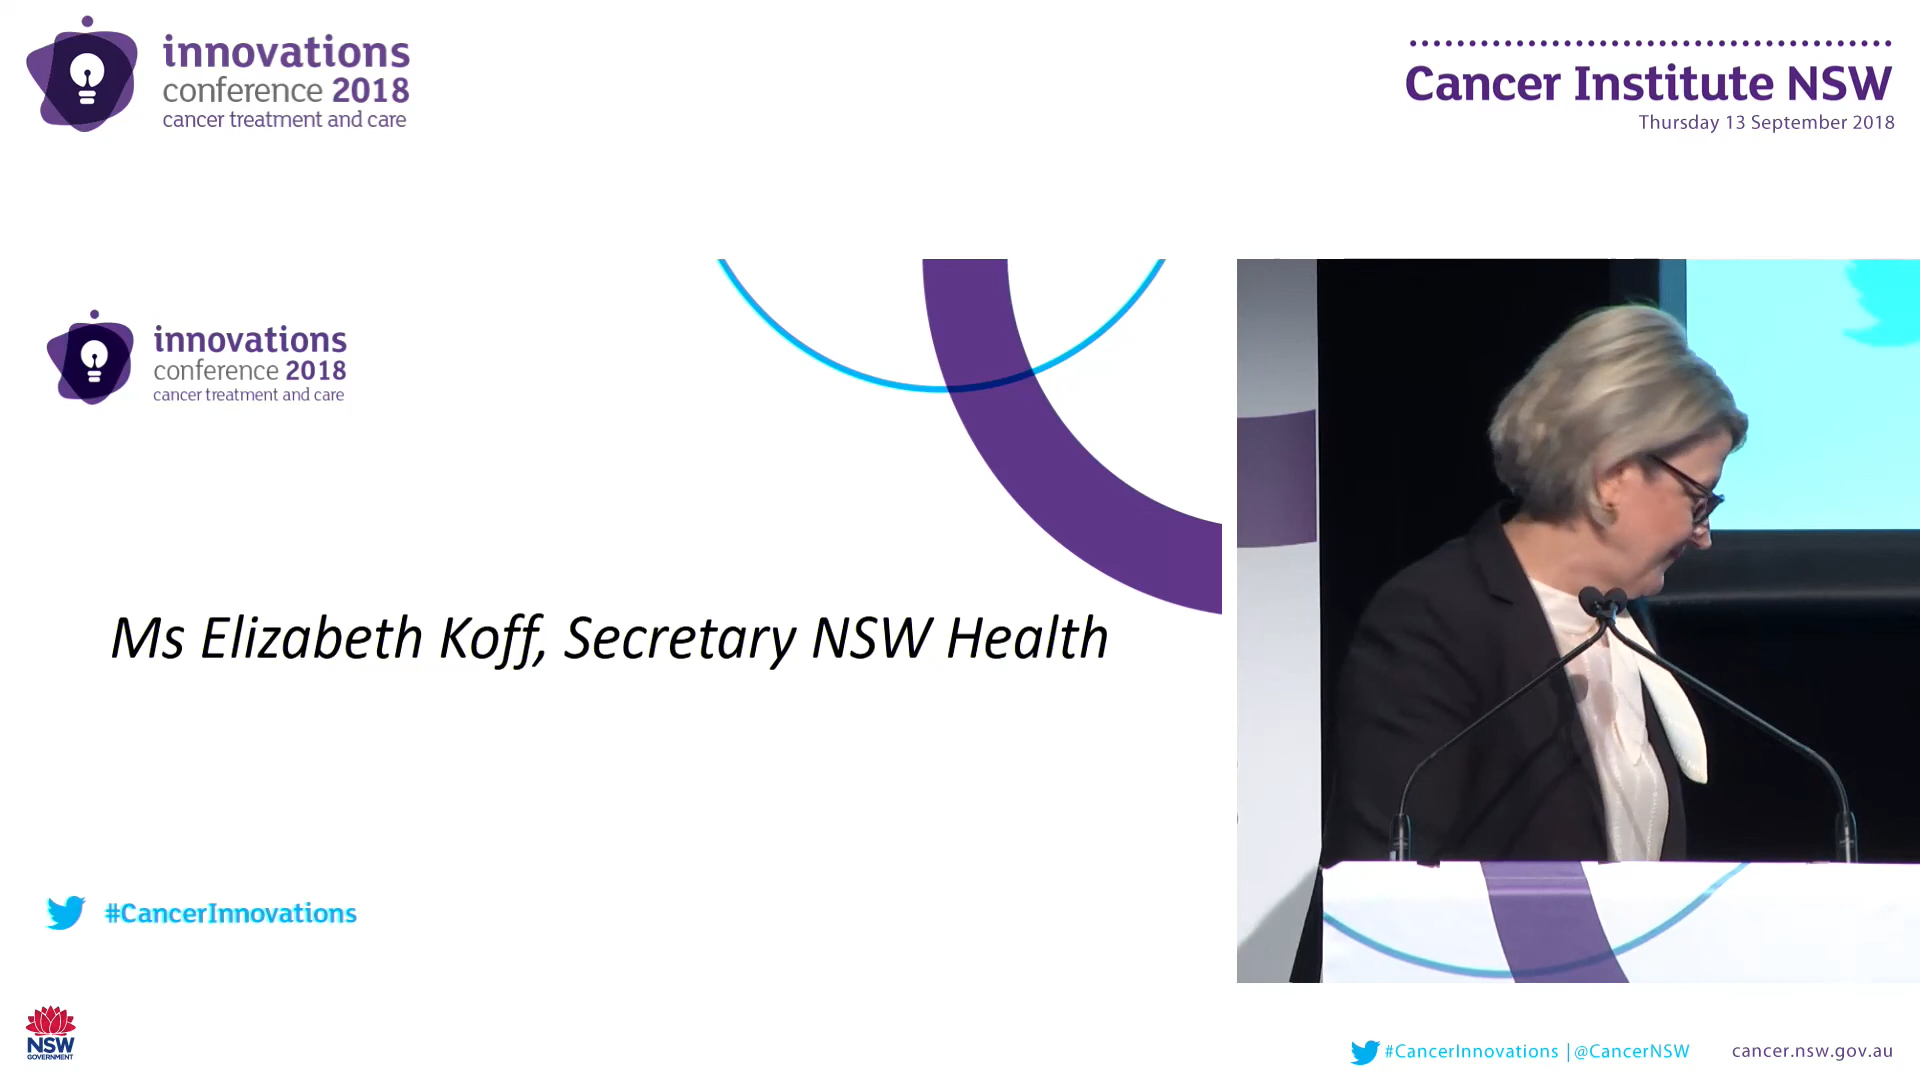 innovations
conference 2018
cancer treatment and care
Cancer Institute NSW
Thursday 13 September 2018
innovations
conference 2018
cancer treatment and care
Ms Elizabeth Koff, Secretary NSW Health
#CancerInnovations
NSW
GOVERNMENT
#CancerInnovations | @CancerNSW
cancer.nsw.gov.au